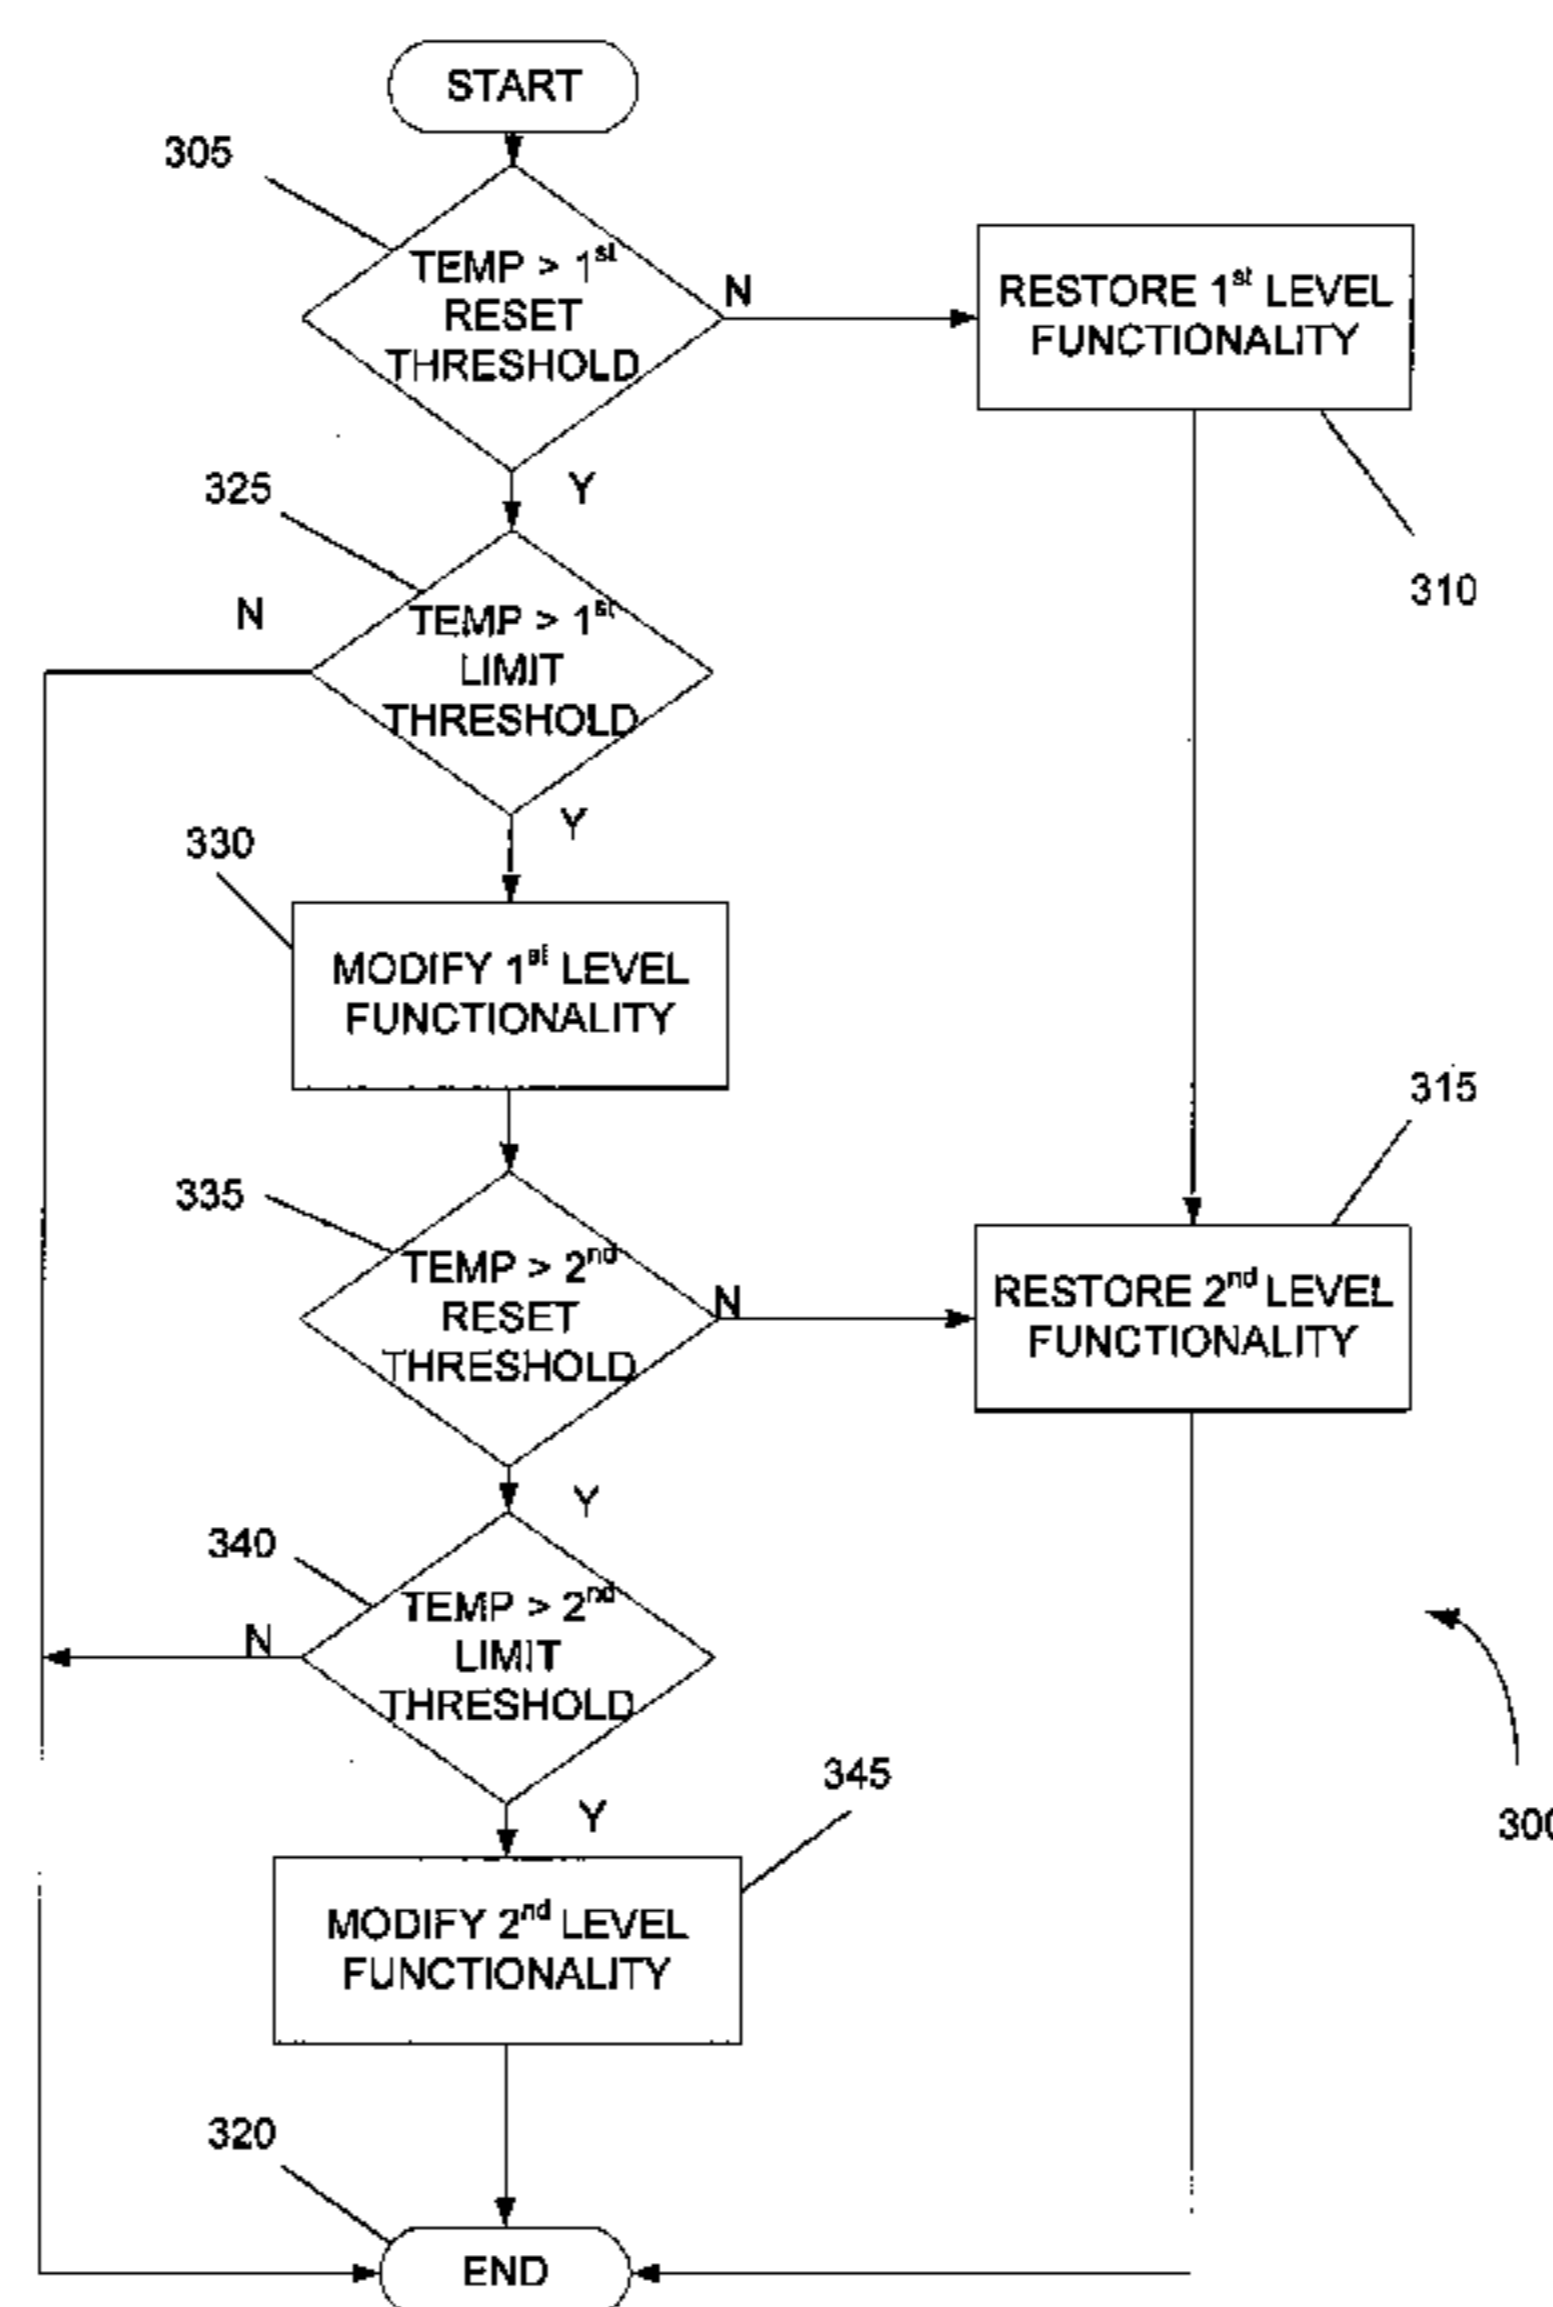 START
305
TEMP > 1st
RESET
THRESHOLD
N
RESTORE 1st LEVEL
FUNCTIONALITY
310
Y
325
N
TEMP > 1st
LIMIT
THRESHOLD
Y
330
MODIFY 1st LEVEL
FUNCTIONALITY
315
335
TEMP > 2nd
RESET
THRESHOLD
N
RESTORE 2nd LEVEL
FUNCTIONALITY
Y
340
N
TEMP > 2nd
LIMIT
THRESHOLD
Y
345
300
MODIFY 2nd LEVEL
FUNCTIONALITY
320
END